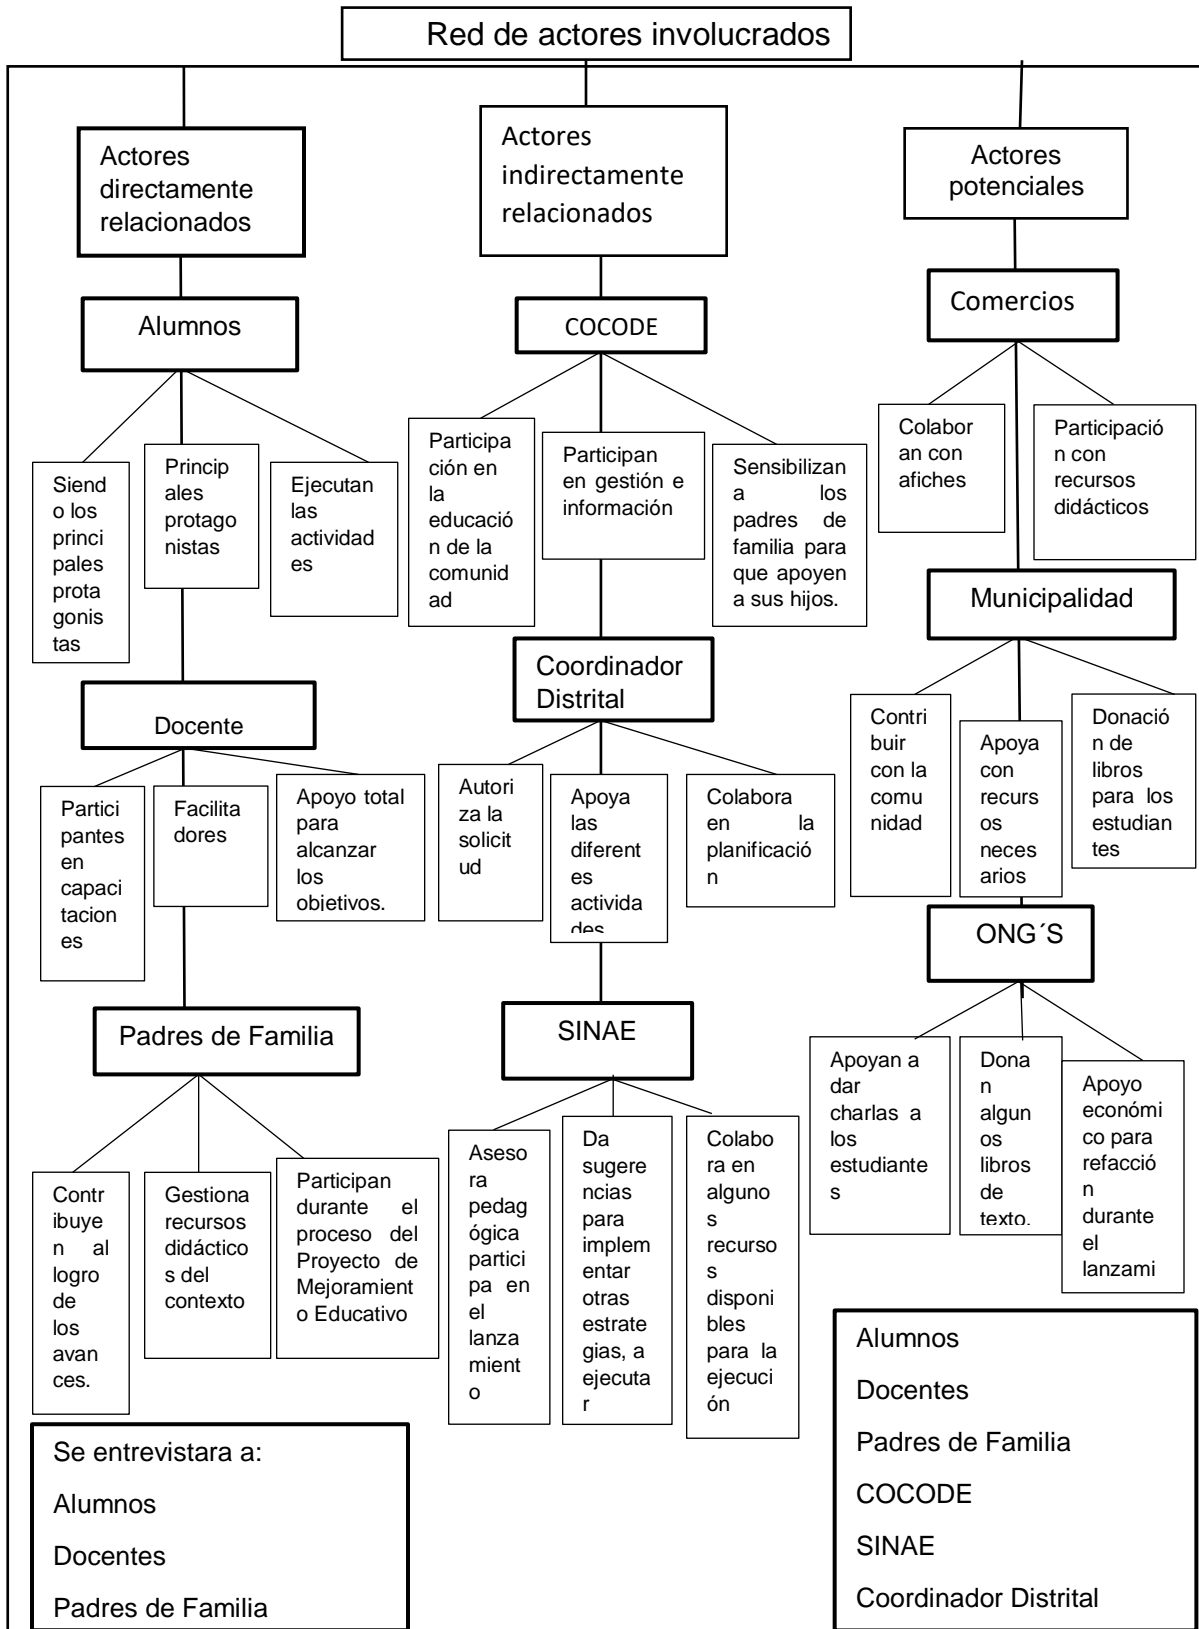 Red de actores involucrados
Actores
directamente
relacionados
Actores
indirectamente
relacionados
Actores
potenciales
Alumnos
COCODE
Comercios
Siend
o los
princi
pales
prota
gonis
tas
Princip
ales
protago
nistas
Ejecutan
las
actividad
es
Participa
ción en
la
educació
n de la
comunid
ad
Participan
en gestión e
información
Sensibilizan
a los
padres de
familia para
que apoyen
a sus hijos.
Colabor
an con
afiches
Participació
n con
recursos
didácticos
Docente
Coordinador
Distrital
Municipalidad
Partici
pantes
en
capaci
tacion
es
Facilita
dores
Apoyo total
para
alcanzar
los
objetivos.
Autori
za la
solicit
ud
Apoya
las
diferent
es
activida
des
Colabora
en la
planificació
n
Contri
buir
con la
comu
nidad
Apoya
con
recurs
os
neces
arios
Donació
n de
libros
para los
estudian
tes
Padres de Familia
SINAE
ONG´S
Contr
ibuye
n al
logro
de
los
avan
ces.
Gestiona
recursos
didáctico
s del
contexto
Participan
durante el
proceso del
Proyecto de
Mejoramient
o Educativo
Aseso
ra
pedag
ógica
partici
pa en
el
lanza
mient
o
Da
sugere
ncias
para
implem
entar
otras
estrate
gias, a
ejecuta
r
Colabo
ra en
alguno
s
recurso
s
disponi
bles
para la
ejecuci
ón
Apoyan a
dar
charlas a
los
estudiante
s
Dona
n
algun
os
libros
de
texto.
Apoyo
económi
co para
refacció
n
durante
el
lanzami
Se entrevistara a:
Alumnos
Docentes
Padres de Familia
Alumnos
Docentes
Padres de Familia
COCODE
SINAE
Coordinador Distrital